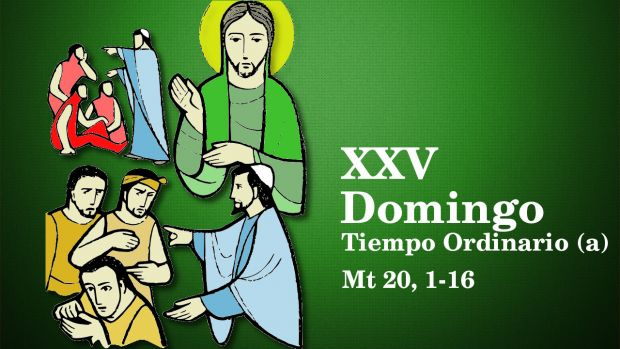 XXV
Domingo
Tiempo Ordinario (a)
Mt 20, 1-16